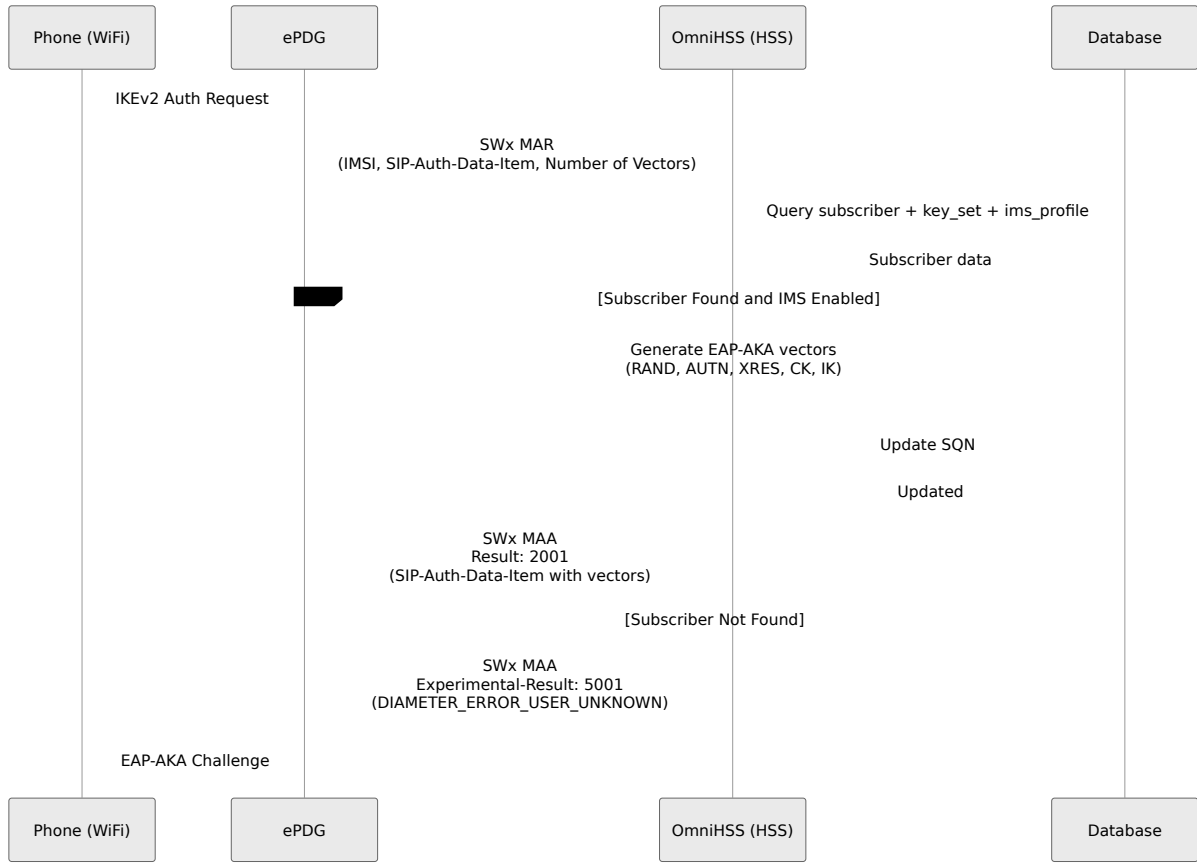 Phone (WiFi)
ePDG
OmniHSS (HSS)
Database
IKEv2 Auth Request
SWx MAR
(IMSI, SIP-Auth-Data-Item, Number of Vectors)
Query subscriber + key_set + ims_profile
Subscriber data
[Subscriber Found and IMS Enabled]
Generate EAP-AKA vectors
(RAND, AUTN, XRES, CK, IK)
Update SQN
Updated
SWx MAA
Result: 2001
(SIP-Auth-Data-Item with vectors)
[Subscriber Not Found]
SWx MAA
Experimental-Result: 5001
(DIAMETER_ERROR_USER_UNKNOWN)
EAP-AKA Challenge
Phone (WiFi)
ePDG
OmniHSS (HSS)
Database